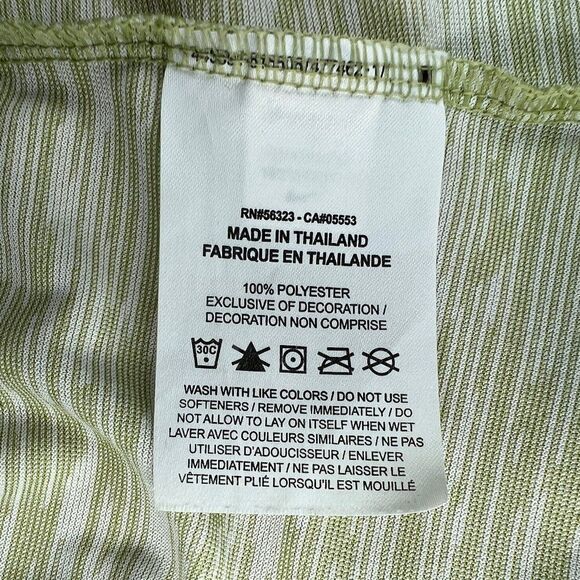 RN#56323 - CA#05553
MADE IN THAILAND
FABRIQUE EN THAILANDE
100% POLYESTER
EXCLUSIVE OF DECORATION /
DECORATION NON COMPRISE
30C
WASH WITH LIKE COLORS / DO NOT USE
SOFTENERS / REMOVE IMMEDIATELY / DO
NOT ALLOW TO LAY ON ITSELF WHEN WET
LAVER AVEC COULEURS SIMILAIRES / NE PAS
UTILISER D'ADOUCISSEUR / ENLEVER
IMMEDIATEMENT / NE PAS LAISSER LE
VÊTEMENT PLIÉ LORSQU'IL EST MOUILLÉ